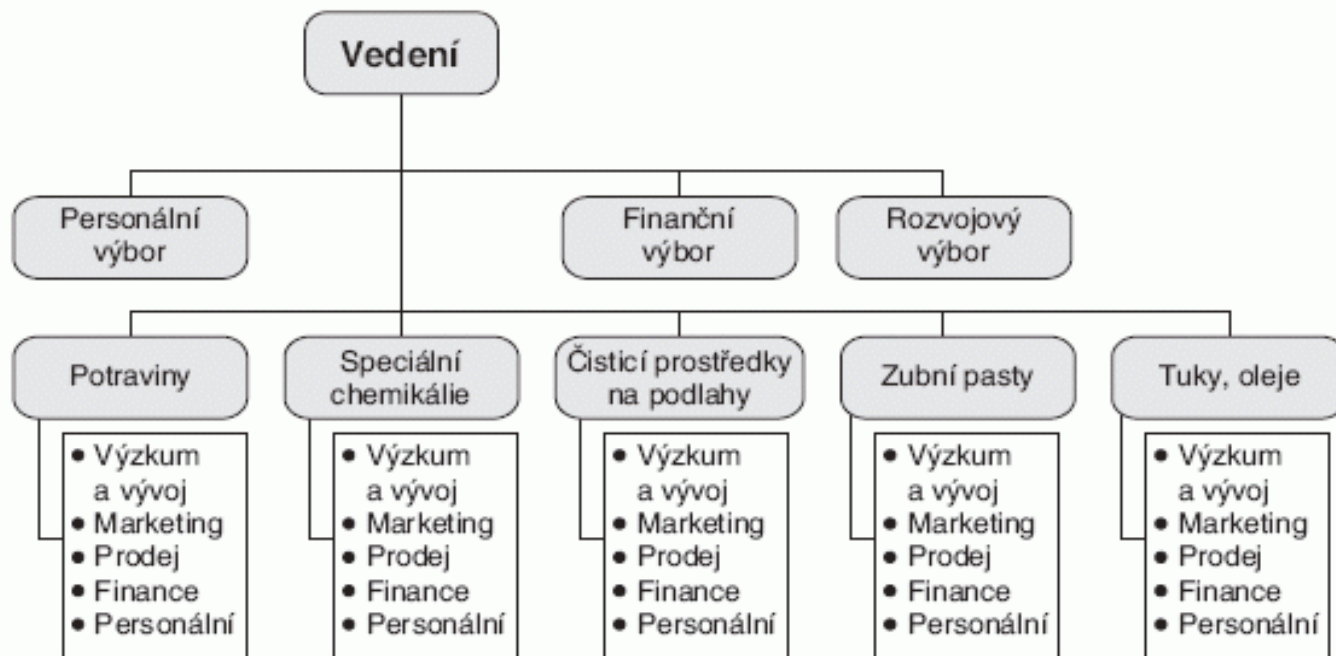 Vedení
Personální
výbor
Finanční
výbor
Rozvojový
výbor
Potraviny
Speciální
chemikálie
Čisticí prostředky
na podlahy
Zubní pasty
Tuky, oleje
• Výzkum
a vývoj
• Marketing
• Prodej
• Finance
• Personální
• Výzkum
a vývoj
• Marketing
• Prodej
• Finance
• Personální
• Výzkum
a vývoj
• Marketing
• Prodej
• Finance
• Personální
• Výzkum
a vývoj
• Marketing
• Prodej
• Finance
• Personální
• Výzkum
a vývoj
• Marketing
• Prodej
• Finance
• Personální